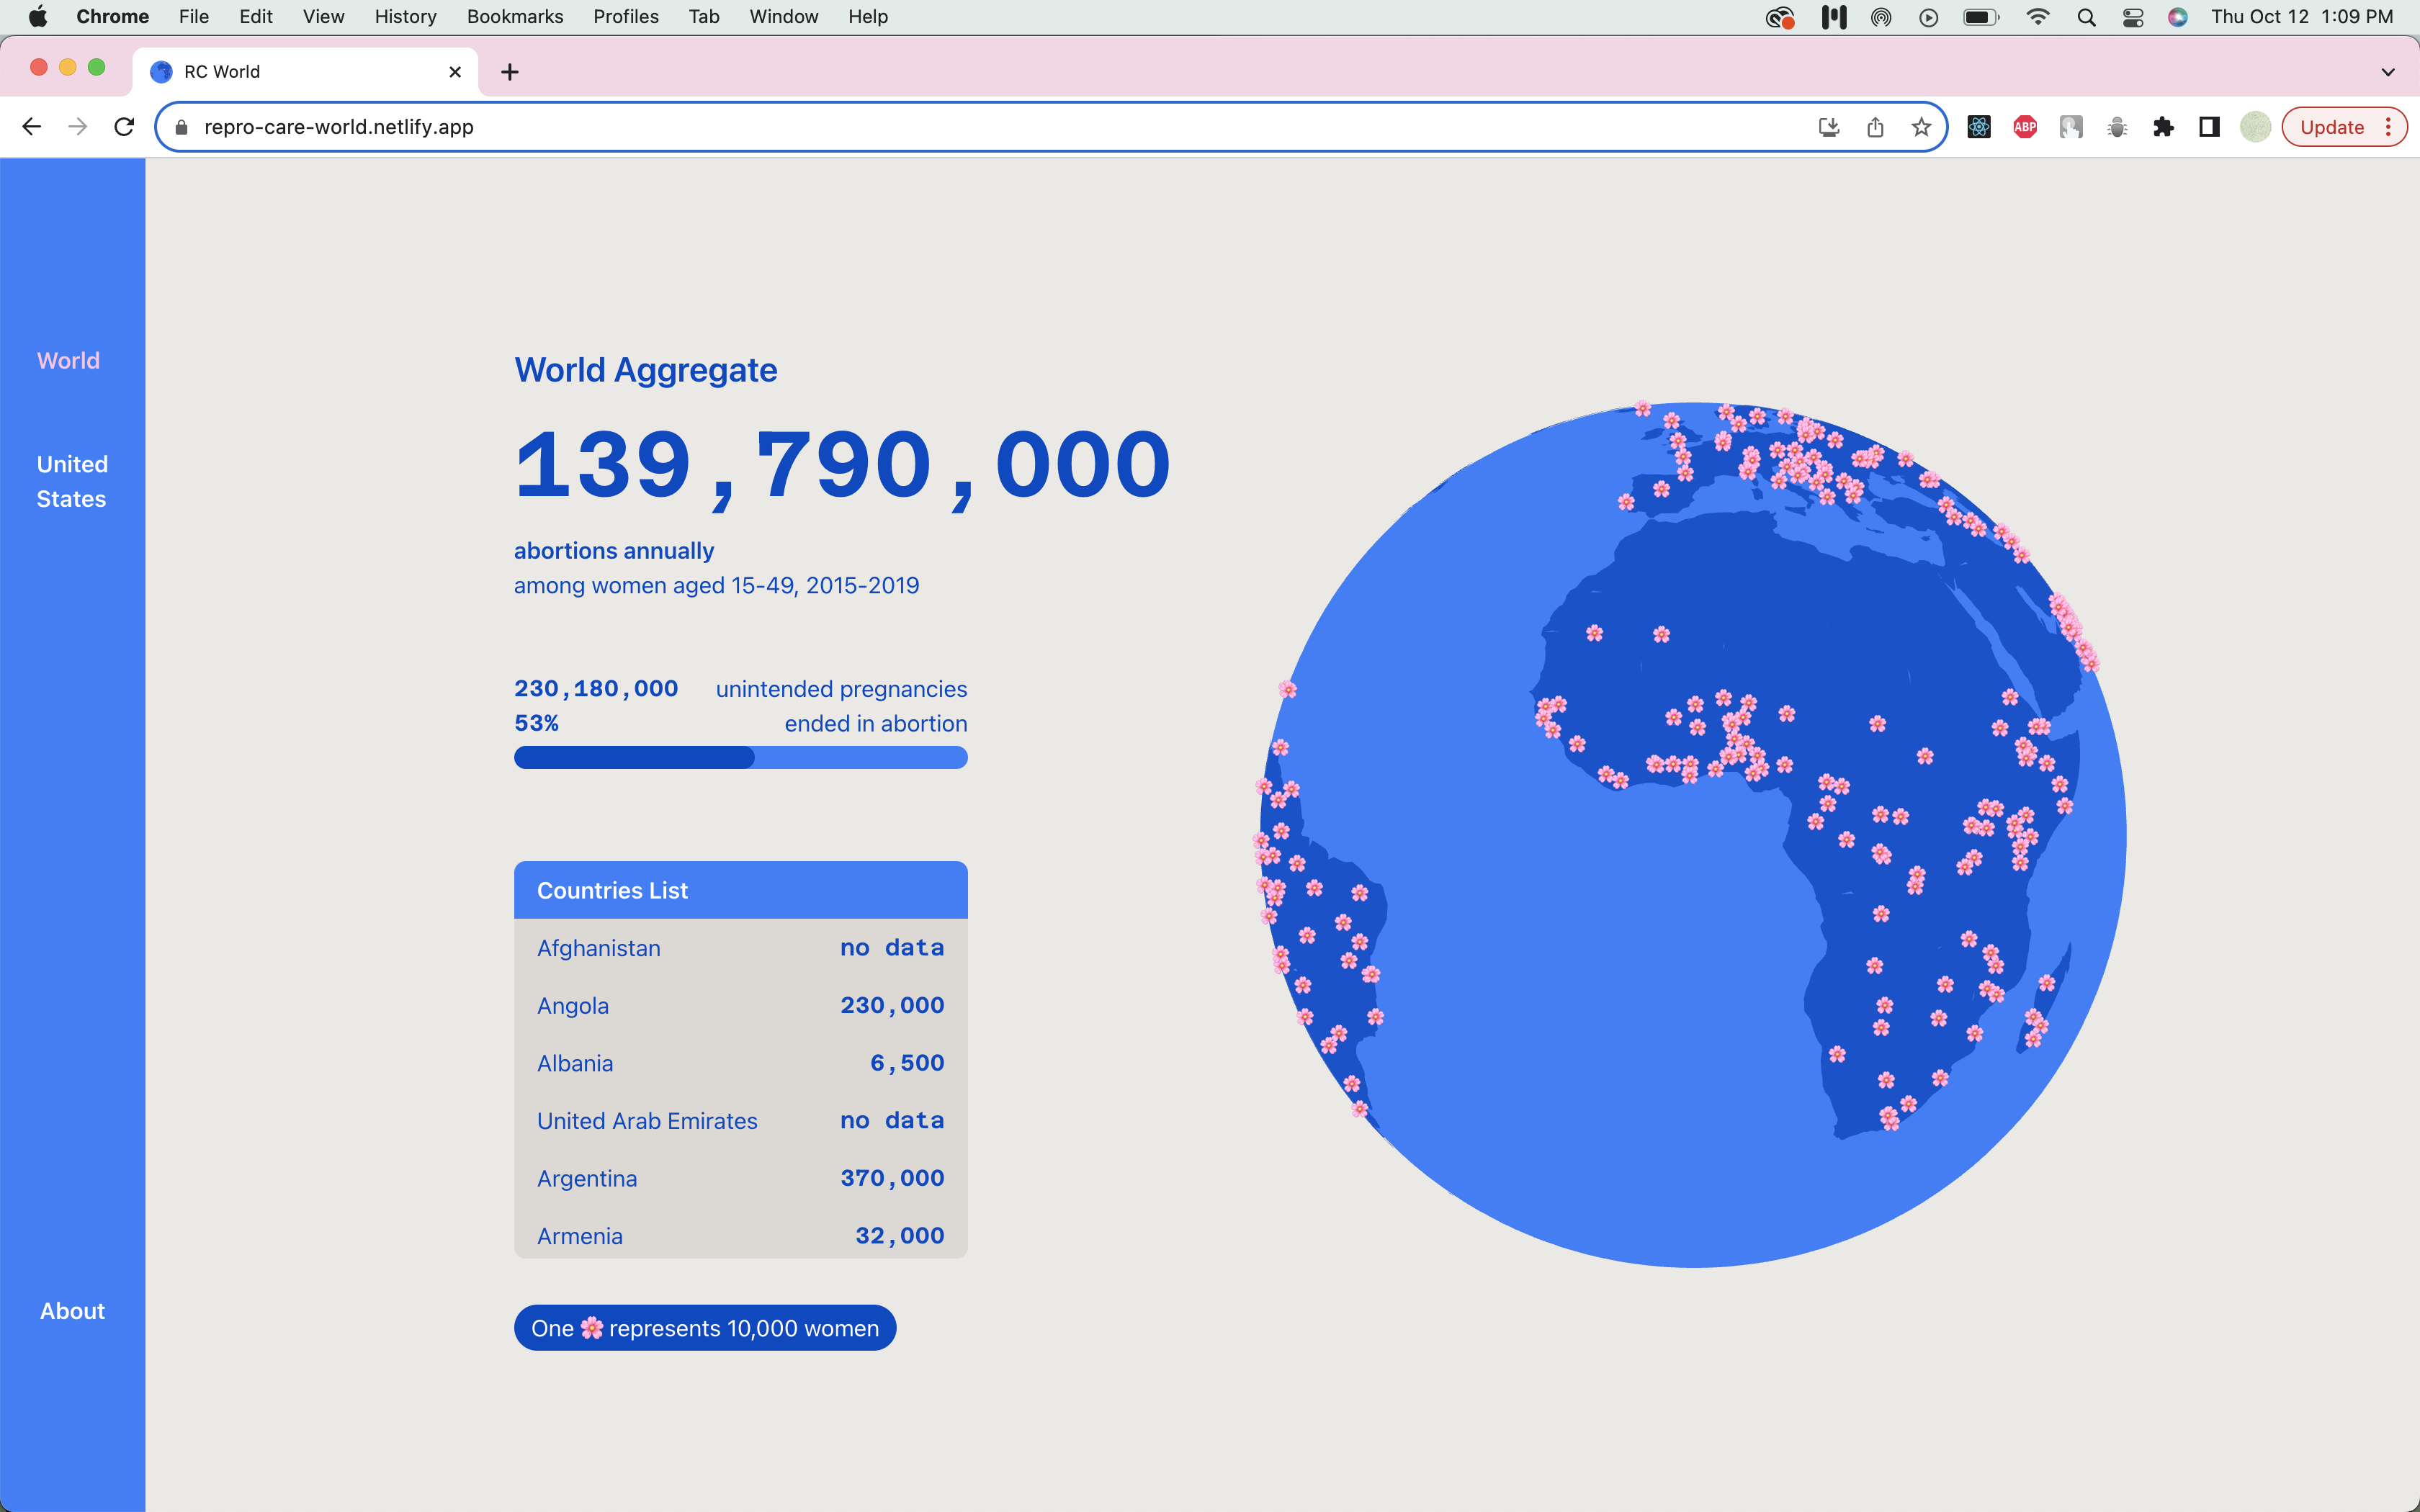 Chrome File Edit View History Bookmarks Profiles Tab Window Help Thu Oct 12 1:09 PM
RC World
repro-care-world.netlify.app ABP Update
World
United
States
About
World Aggregate
139,790,000
abortions annually
among women aged 15-49, 2015-2019
230,180,000 unintended pregnancies
53% ended in abortion
Countries List
Afghanistan no data
Angola 230,000
Albania 6,500
United Arab Emirates no data
Argentina 370,000
Armenia 32,000
One 🌸 represents 10,000 women